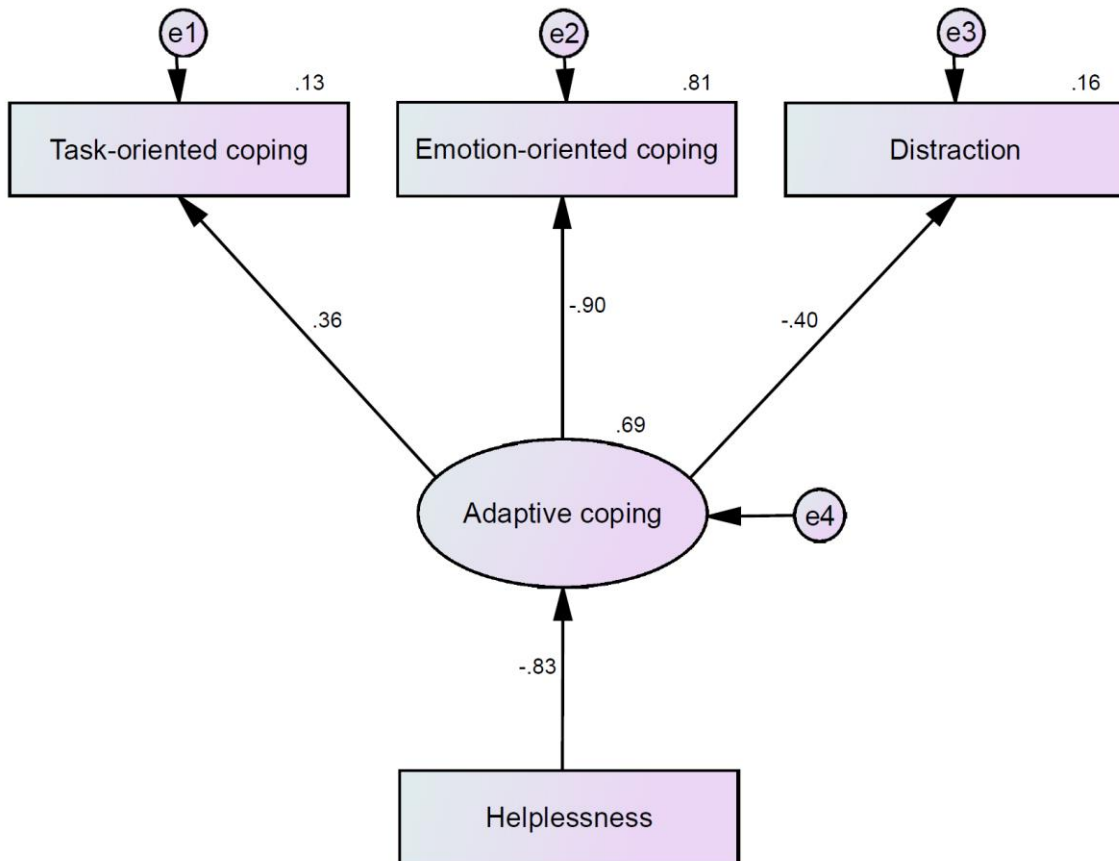 e1
e2
e3
.13
.81
.16
Task-oriented coping
Emotion-oriented coping
Distraction
.36
-.90
-.40
.69
Adaptive coping
e4
-.83
Helplessness